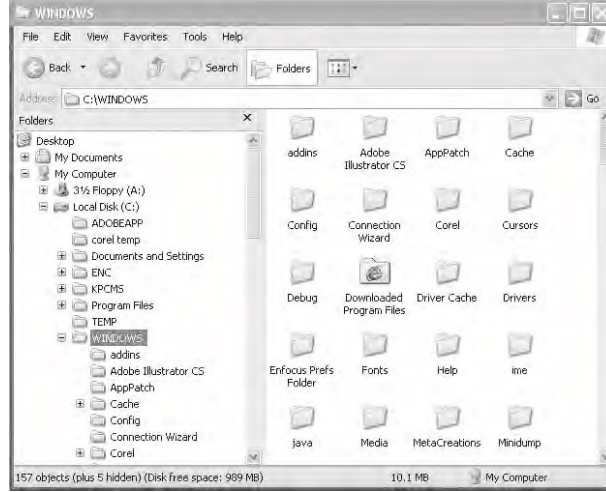 WINDOWS
File Edit View Favorites Tools Help
Back Search Folders
Address C:\WINDOWS Go
Folders
Desktop
My Documents
My Computer
3½ Floppy (A:)
Local Disk (C:)
ADOBEAPP
corel temp
Documents and Settings
ENC
KPCMS
Program Files
TEMP
WINDOWS
addins
Adobe Illustrator CS
AppPatch
Cache
Config
Connection Wizard
Corel
addins Adobe AppPatch Cache
Illustrator CS
Config Connection Corel Cursors
Wizard
Debug Downloaded Driver Cache Drivers
Program Files
Enfocus Prefs Fonts Help ime
Folder
java Media MetaCreations Minidump
157 objects (plus 5 hidden) (Disk free space: 989 MB) 10.1 MB My Computer